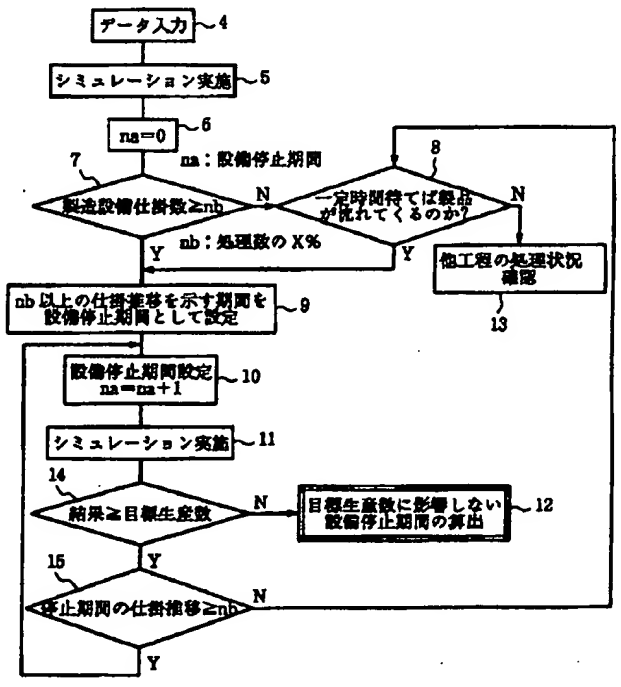 データ入力
4
シミュレーション実施
5
na=0
6
na：設備停止期間
7
製造設備仕掛数≧nb
N
Y
nb：処理数のX%
8
一定時間待てば製品
が流れてくるのか?
N
Y
他工程の処理状況
確認
13
nb以上の仕掛推移を示す期間を
設備停止期間として設定
9
設備停止期間設定
na=na+1
10
シミュレーション実施
11
14
結果≧目標生産数
N
Y
目標生産数に影響しない
設備停止期間の算出
12
15
停止期間の仕掛推移≧nb
N
Y